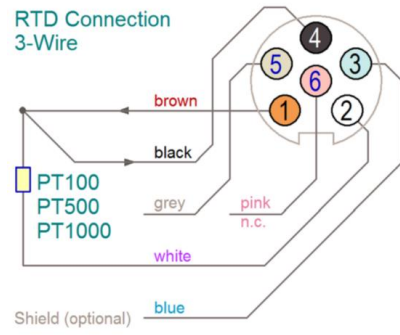 RTD Connection
3-Wire
4
5
3
6
1
2
brown
black
PT100
PT500
PT1000
grey
pink
n.c.
white
Shield (optional)
blue